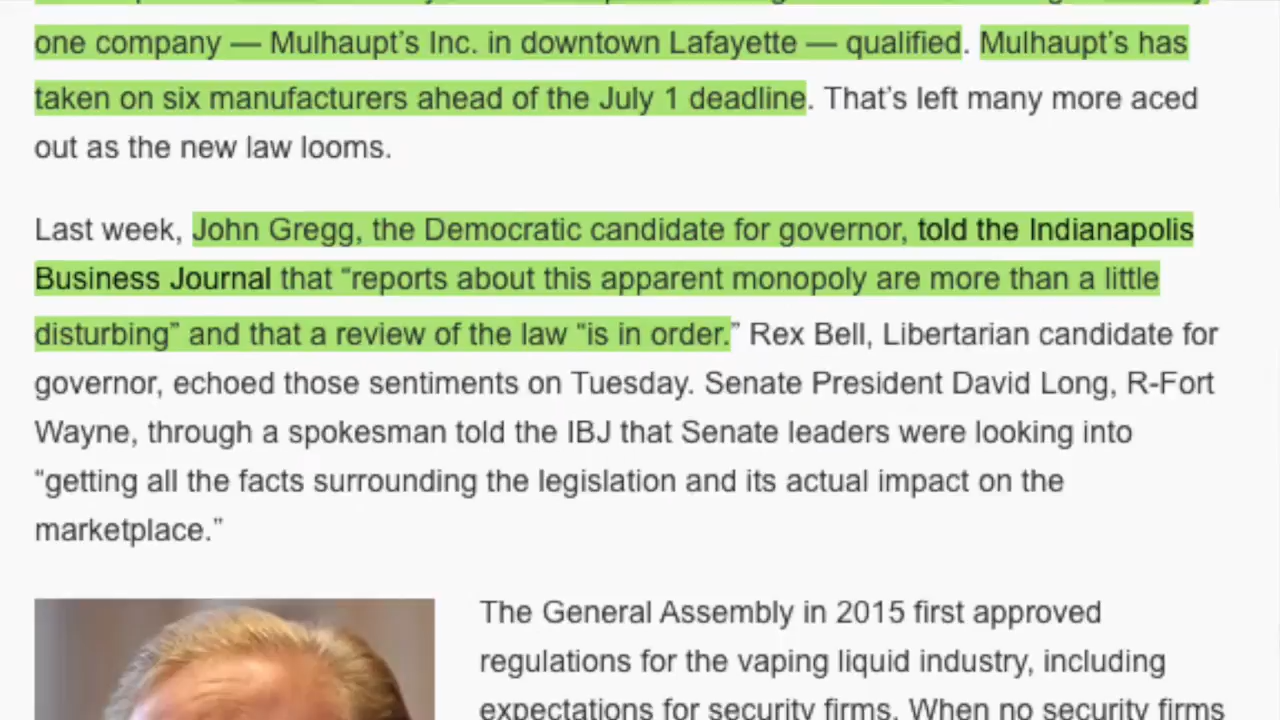 one company — Mulhaupt’s Inc. in downtown Lafayette — qualified. Mulhaupt’s has
taken on six manufacturers ahead of the July 1 deadline. That’s left many more aced
out as the new law looms.
Last week, John Gregg, the Democratic candidate for governor, told the Indianapolis
Business Journal that “reports about this apparent monopoly are more than a little
disturbing” and that a review of the law “is in order.” Rex Bell, Libertarian candidate for
governor, echoed those sentiments on Tuesday. Senate President David Long, R-Fort
Wayne, through a spokesman told the IBJ that Senate leaders were looking into
“getting all the facts surrounding the legislation and its actual impact on the
marketplace.”
The General Assembly in 2015 first approved
regulations for the vaping liquid industry, including
expectations for security firms. When no security firms